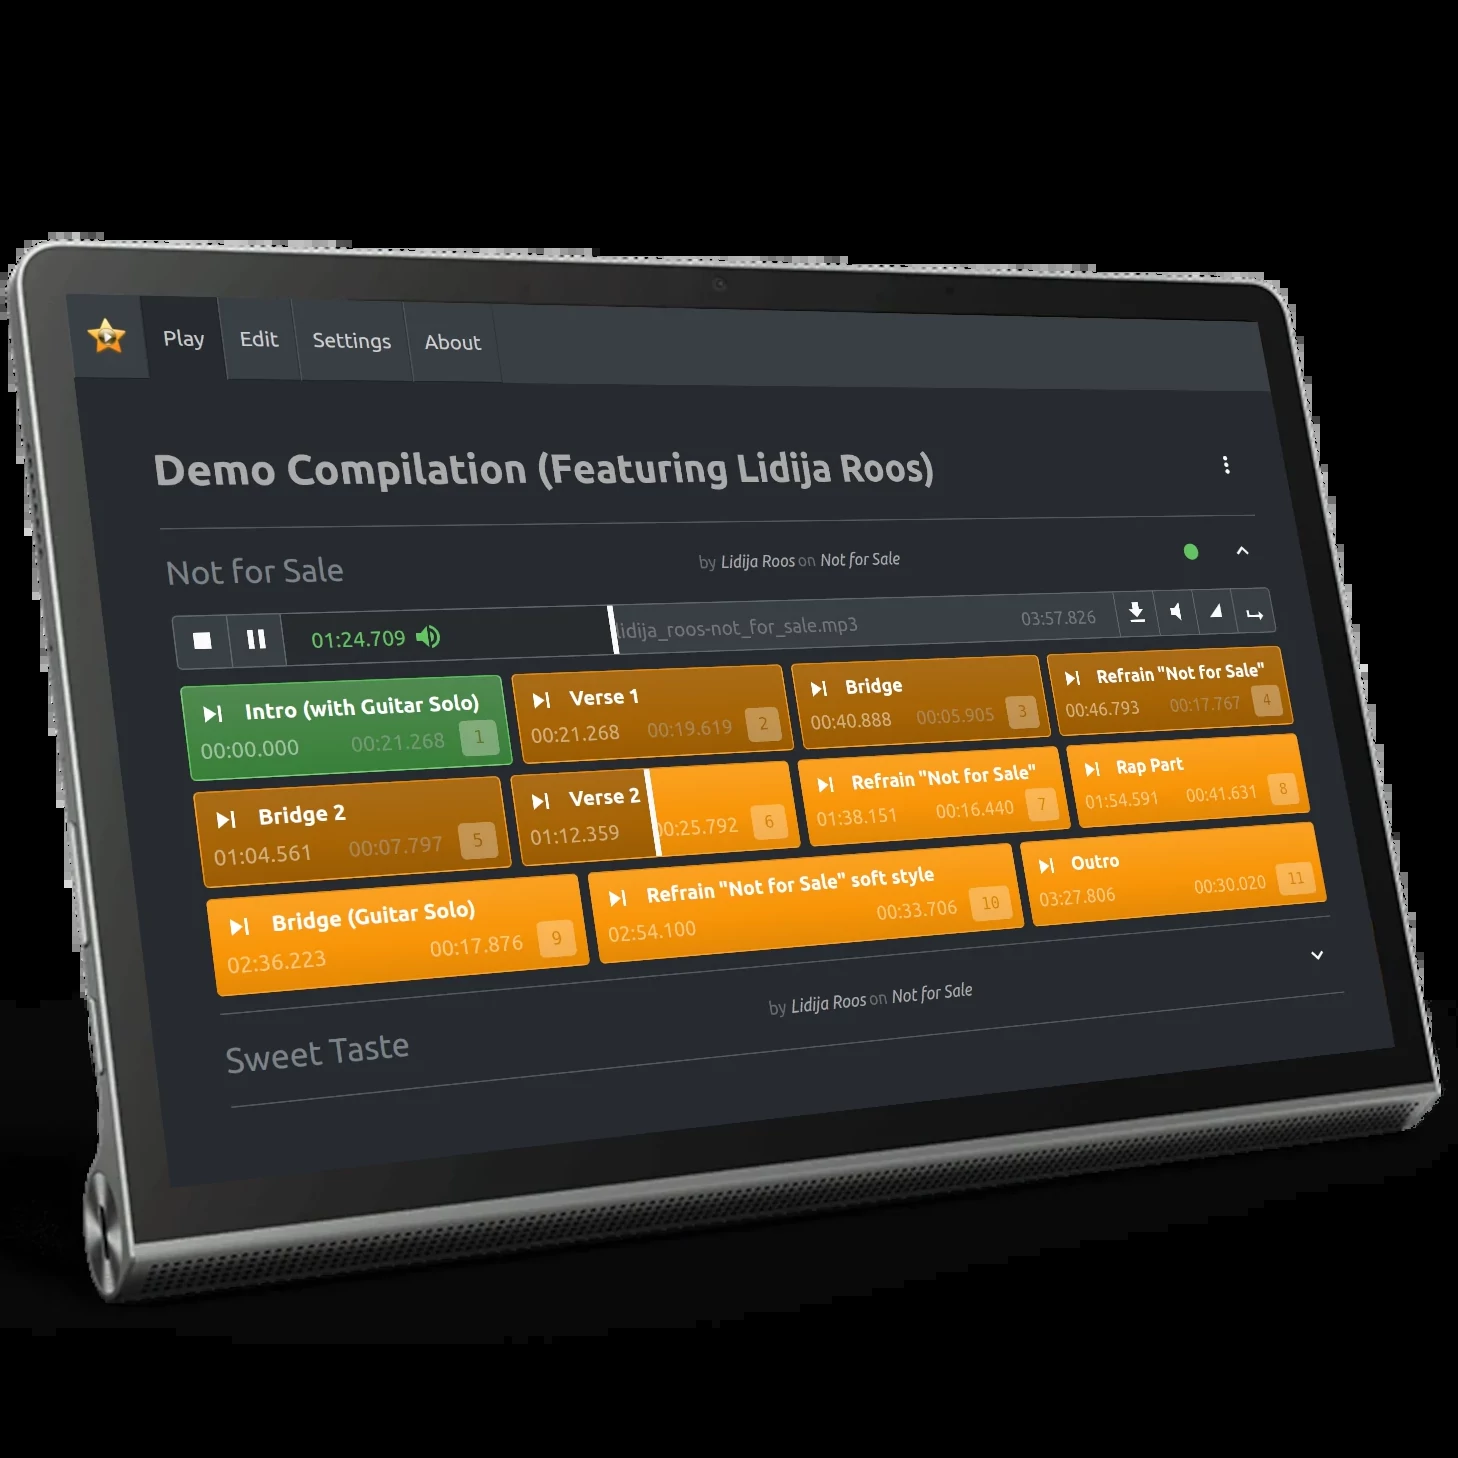 Play Edit Settings About
Demo Compilation (Featuring Lidija Roos)
Not for Sale by Lidija Roos on Not for Sale
01:24.709 lidija_roos-not_for_sale.mp3 03:57.826
Intro (with Guitar Solo)
00:00.000 00:21.268 1
Verse 1
00:21.268 00:19.619 2
Bridge
00:40.888 00:05.905 3
Refrain "Not for Sale"
00:46.793 00:17.767 4
Bridge 2
01:04.561 00:07.797 5
Verse 2
01:12.359 00:25.792 6
Refrain "Not for Sale"
01:38.151 00:16.440 7
Rap Part
01:54.591 00:41.631 8
Bridge (Guitar Solo)
02:36.223 00:17.876 9
Refrain "Not for Sale" soft style
02:54.100 00:33.706 10
Outro
03:27.806 00:30.020 11
Sweet Taste by Lidija Roos on Not for Sale